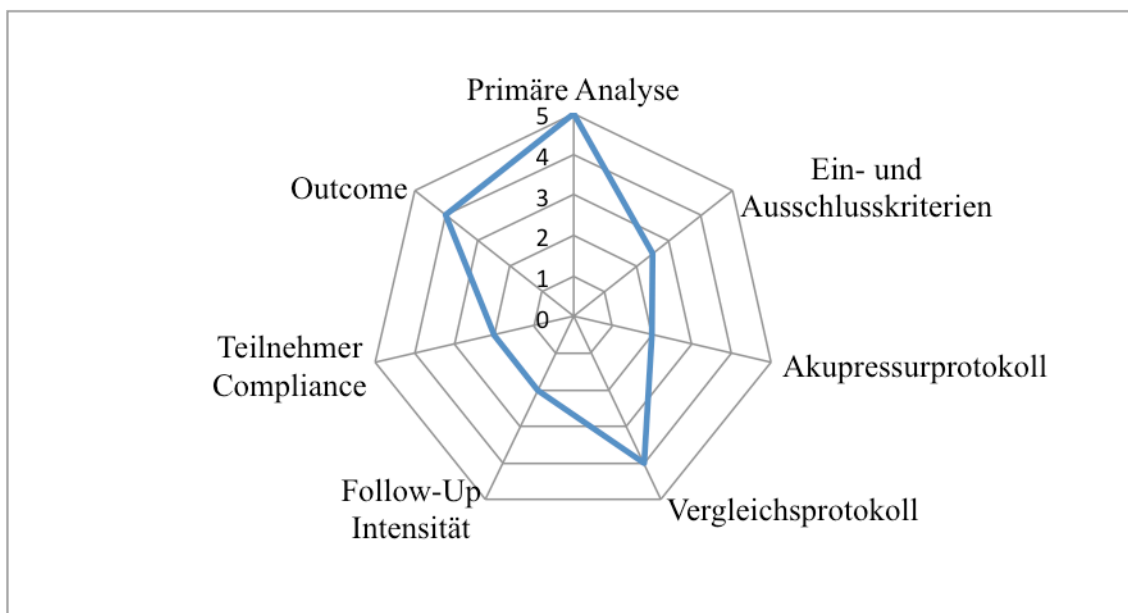 Primäre Analyse
5
4
3
2
1
0
Ein- und
Ausschlusskriterien
Akupressurprotokoll
Vergleichsprotokoll
Follow-Up
Intensität
Teilnehmer
Compliance
Outcome